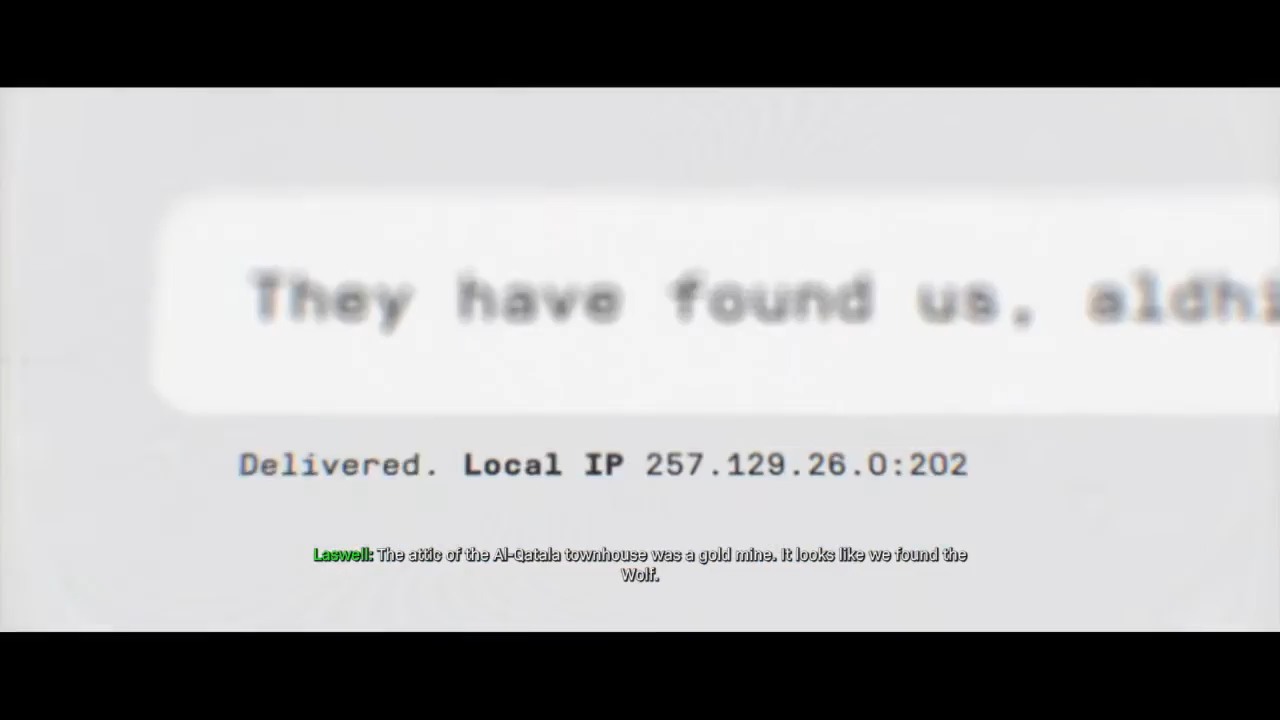 They have found us, aldhi
Delivered. Local IP 257.129.26.0:202
Laswell: The attic of the Al-Qatala townhouse was a gold mine. It looks like we found the
Wolf.